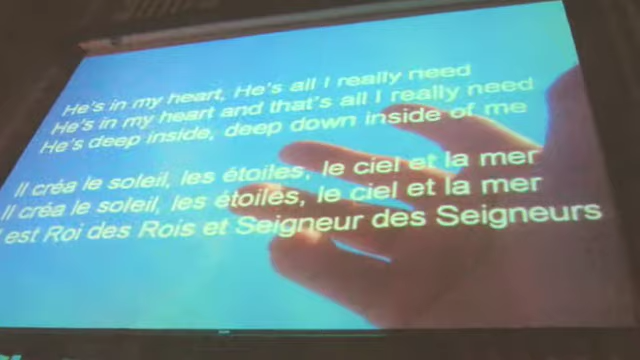 He's in my heart, He's all I really need
He's in my heart and that's all I really need
He's deep inside, deep down inside of me
Il créa le soleil, les étoiles, le ciel et la mer
Il créa le soleil, les étoiles, le ciel et la mer
est Roi des Rois et Seigneur des Seigneurs